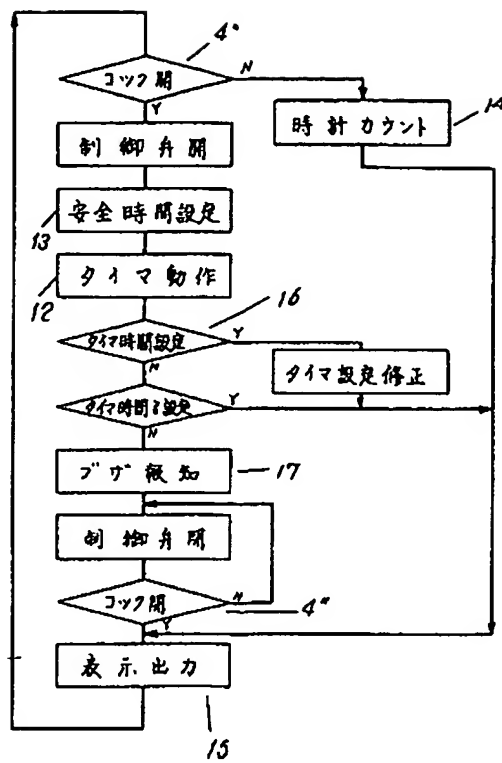 4"
コック開
N
Y
時計カウント
14
制御弁開
安全時間設定
13
タイマ動作
12
16
タイマ時間設定
Y
N
タイマ設定修正
タイマ時間≧設定
Y
N
ブザ報知
17
制御弁閉
コック閉
N
4"
Y
表示出力
15